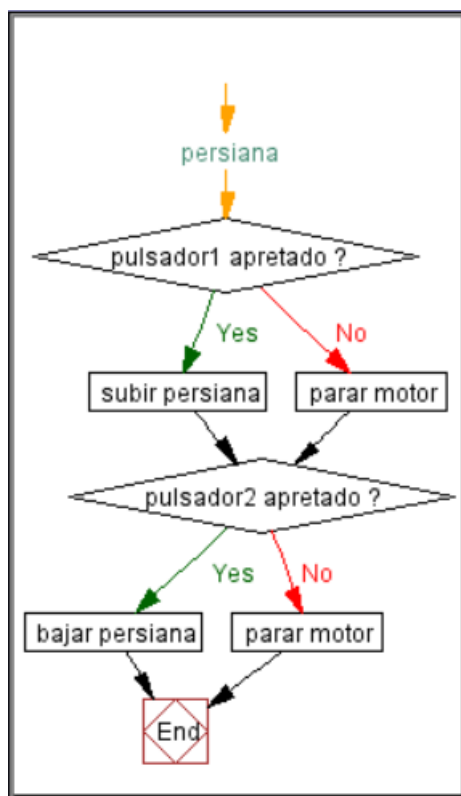 persiana
pulsador1 apretado ?
Yes
No
subir persiana
parar motor
pulsador2 apretado ?
Yes
No
bajar persiana
parar motor
End